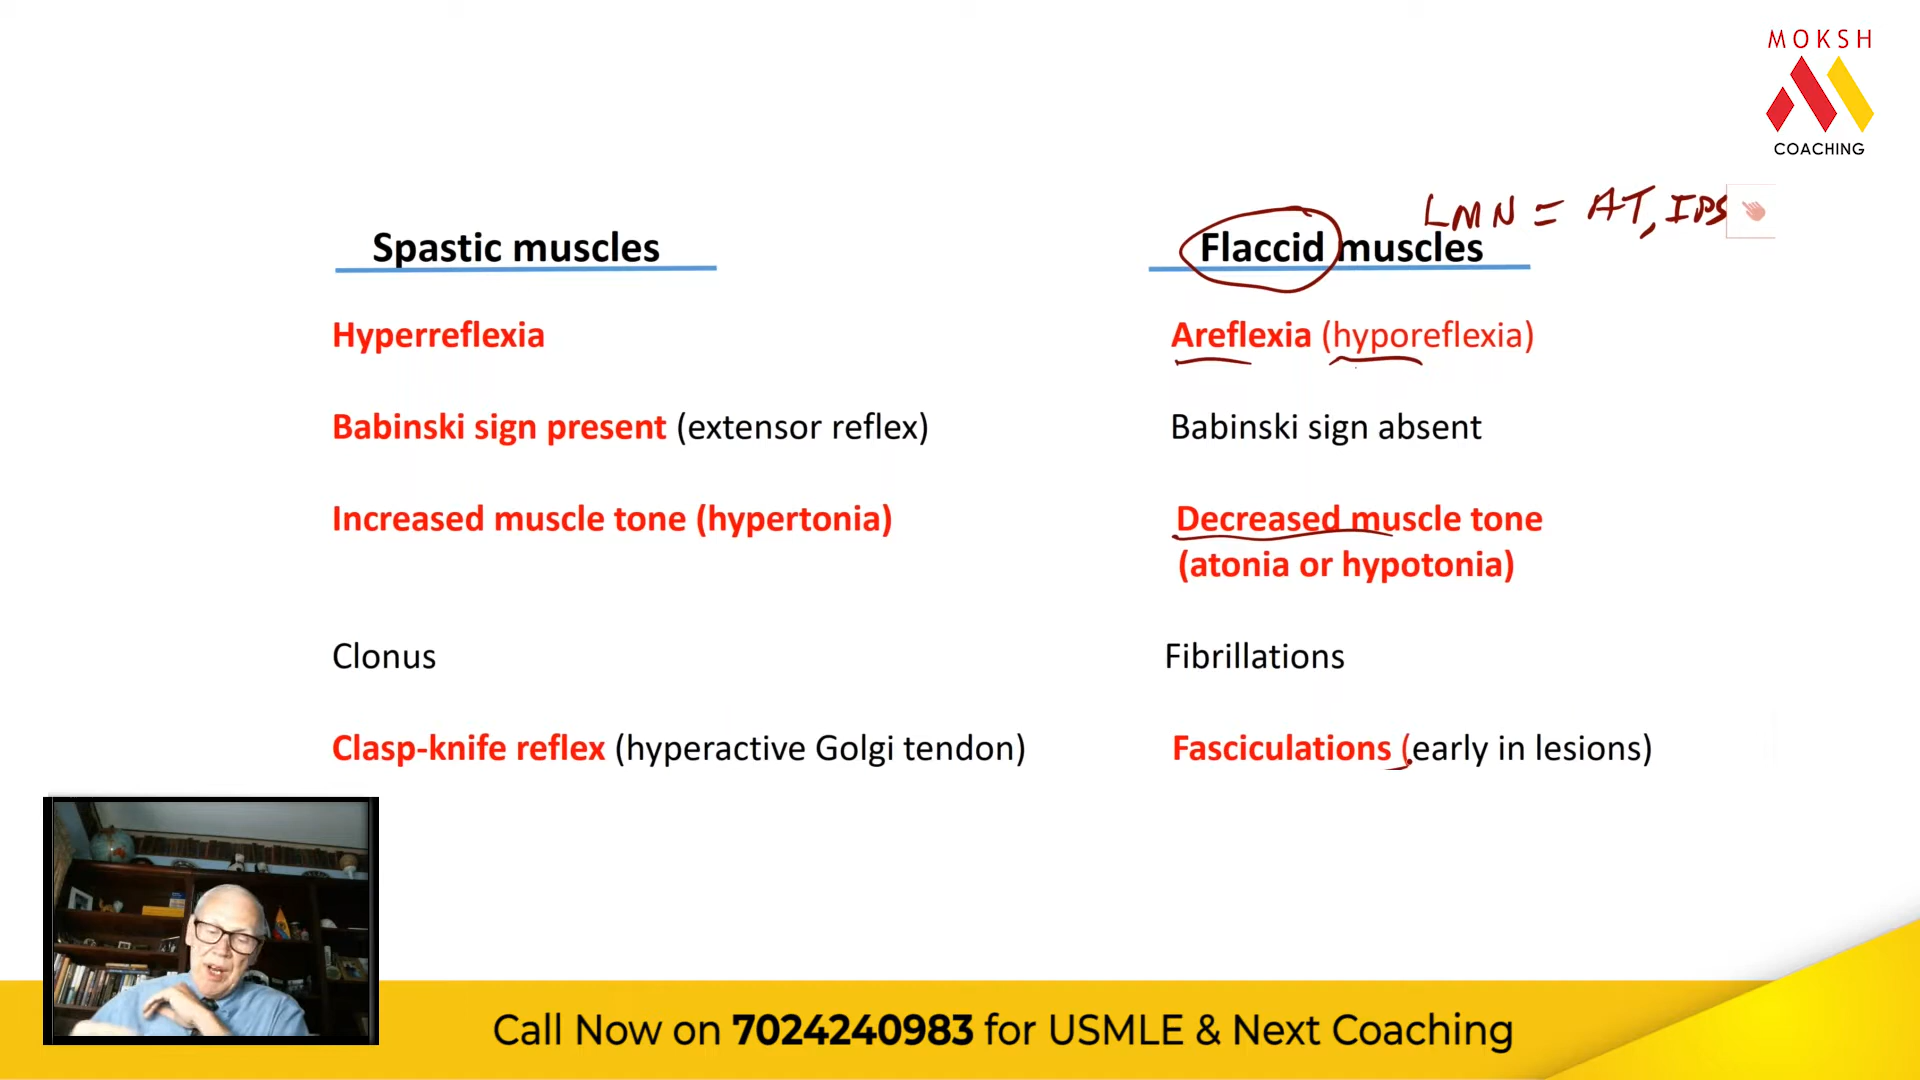 MOKSH
COACHING
LMN = AT, IPS
Spastic muscles
Flaccid muscles
Hyperreflexia
Areflexia (hyporeflexia)
Babinski sign present (extensor reflex)
Babinski sign absent
Increased muscle tone (hypertonia)
Decreased muscle tone
(atonia or hypotonia)
Clonus
Fibrillations
Clasp-knife reflex (hyperactive Golgi tendon)
Fasciculations (early in lesions)
Call Now on 7024240983 for USMLE & Next Coaching